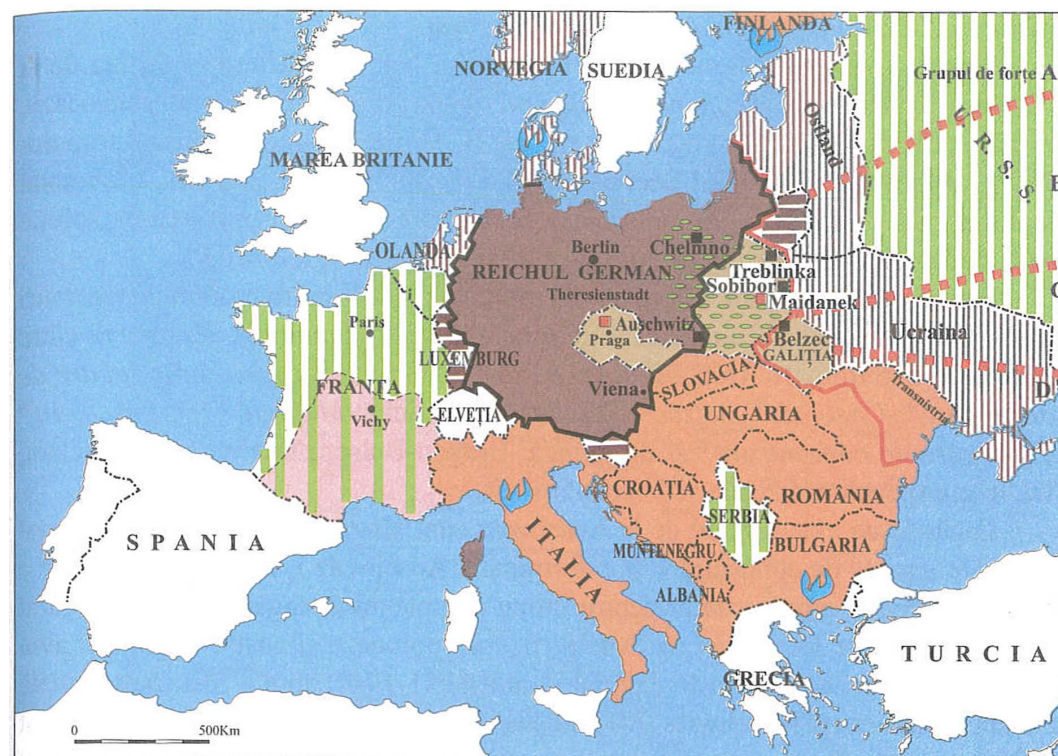 FINLANDA
NORVEGIA
SUEDIA
Grupul de forțe A
MAREA BRITANIE
Ostland
U. R. S. S.
B
OLANDA
Berlin
Chelmno
REICHUL GERMAN
Treblinka
Sobibor
Theresienstadt
Maidanek
C
Paris
Auschwitz
Praga
Belzec
Ucraina
LUXEMBURG
GALIȚIA
FRANȚA
Viena
SLOVACIA
D
Vichy
ELVEȚIA
UNGARIA
Transnistria
CROAȚIA
ROMÂNIA
SERBIA
SPANIA
ITALIA
MUNTENEGRU
BULGARIA
ALBANIA
TURCIA
GRECIA
0 500Km